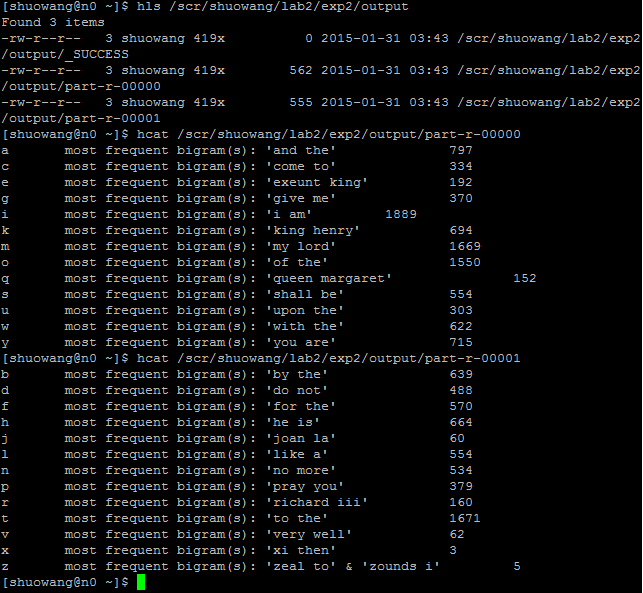 [shuowang@n0 ~]$ hls /scr/shuowang/lab2/exp2/output
Found 3 items
-rw-r--r--   3 shuowang 419x          0 2015-01-31 03:43 /scr/shuowang/lab2/exp2
/output/_SUCCESS
-rw-r--r--   3 shuowang 419x        562 2015-01-31 03:43 /scr/shuowang/lab2/exp2
/output/part-r-00000
-rw-r--r--   3 shuowang 419x        555 2015-01-31 03:43 /scr/shuowang/lab2/exp2
/output/part-r-00001
[shuowang@n0 ~]$ hcat /scr/shuowang/lab2/exp2/output/part-r-00000
a       most frequent bigram(s): 'and the'              797
c       most frequent bigram(s): 'come to'              334
e       most frequent bigram(s): 'exeunt king'          192
g       most frequent bigram(s): 'give me'              370
i       most frequent bigram(s): 'i am'         1889
k       most frequent bigram(s): 'king henry'           694
m       most frequent bigram(s): 'my lord'              1669
o       most frequent bigram(s): 'of the'               1550
q       most frequent bigram(s): 'queen margaret'               152
s       most frequent bigram(s): 'shall be'             554
u       most frequent bigram(s): 'upon the'             303
w       most frequent bigram(s): 'with the'             622
y       most frequent bigram(s): 'you are'              715
[shuowang@n0 ~]$ hcat /scr/shuowang/lab2/exp2/output/part-r-00001
b       most frequent bigram(s): 'by the'               639
d       most frequent bigram(s): 'do not'               488
f       most frequent bigram(s): 'for the'              570
h       most frequent bigram(s): 'he is'                664
j       most frequent bigram(s): 'joan la'              60
l       most frequent bigram(s): 'like a'               554
n       most frequent bigram(s): 'no more'              534
p       most frequent bigram(s): 'pray you'             379
r       most frequent bigram(s): 'richard iii'          160
t       most frequent bigram(s): 'to the'               1671
v       most frequent bigram(s): 'very well'            62
x       most frequent bigram(s): 'xi then'              3
z       most frequent bigram(s): 'zeal to' & 'zounds i'         5
[shuowang@n0 ~]$